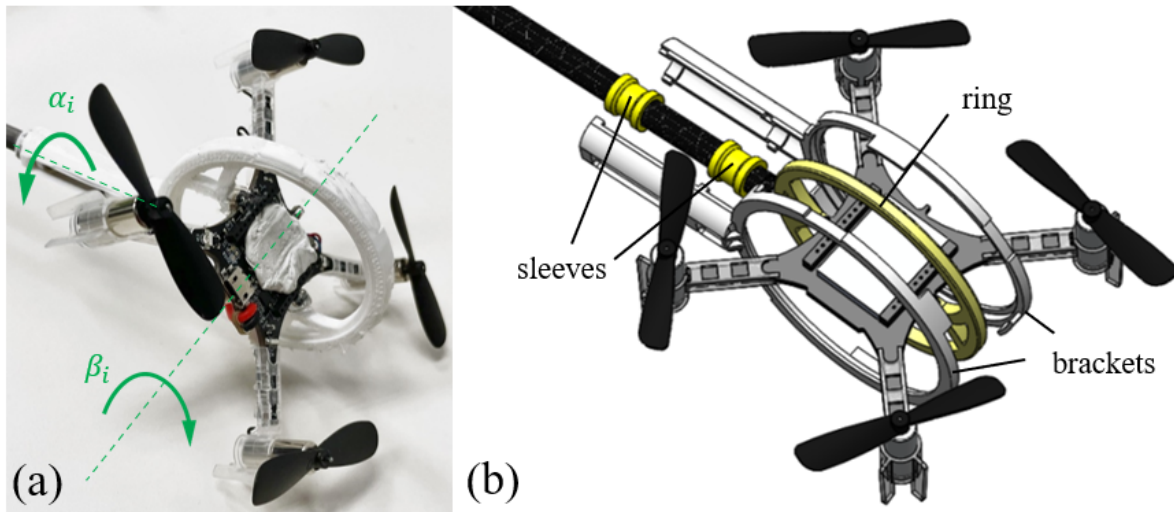 αᵢ
βᵢ
(a)
ring
sleeves
brackets
(b)